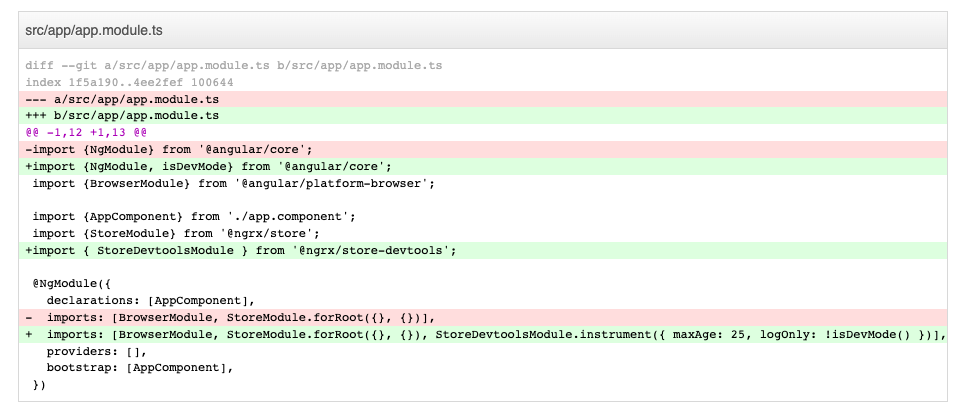 src/app/app.module.ts
diff --git a/src/app/app.module.ts b/src/app/app.module.ts
index 1f5a190..4ee2fef 100644
--- a/src/app/app.module.ts
+++ b/src/app/app.module.ts
@@ -1,12 +1,13 @@
-import {NgModule} from '@angular/core';
+import {NgModule, isDevMode} from '@angular/core';
 import {BrowserModule} from '@angular/platform-browser';

 import {AppComponent} from './app.component';
 import {StoreModule} from '@ngrx/store';
+import { StoreDevtoolsModule } from '@ngrx/store-devtools';

 @NgModule({
   declarations: [AppComponent],
-  imports: [BrowserModule, StoreModule.forRoot({}, {})],
+  imports: [BrowserModule, StoreModule.forRoot({}, {}), StoreDevtoolsModule.instrument({ maxAge: 25, logOnly: !isDevMode() })],
   providers: [],
   bootstrap: [AppComponent],
 })